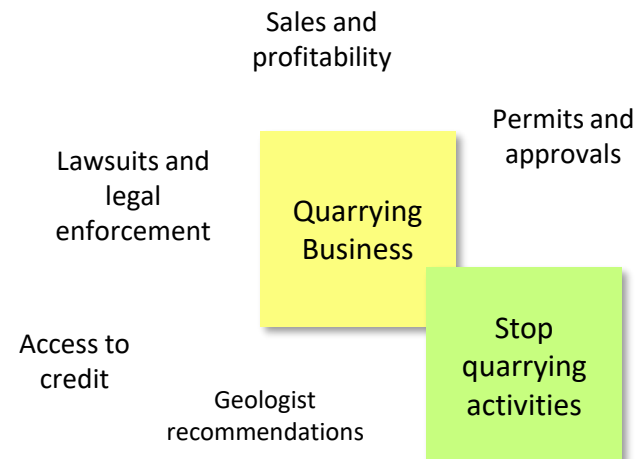 Sales and
profitability
Permits and
approvals
Lawsuits and
legal
enforcement
Quarrying
Business
Stop
quarrying
activities
Access to
credit
Geologist
recommendations